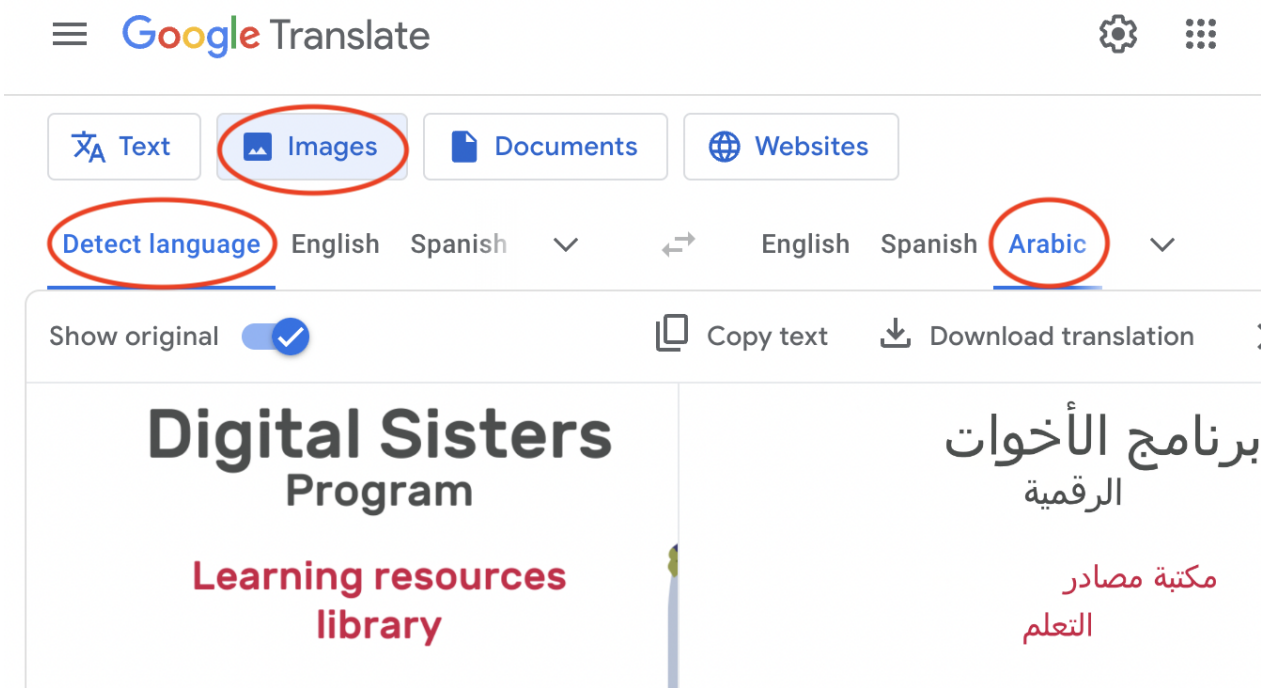 Google Translate
Text Images Documents Websites
Detect language English Spanish English Spanish Arabic
Show original Copy text Download translation
Digital Sisters
Program
Learning resources
library
برنامج الأخوات
الرقمية
مكتبة مصادر
التعلم